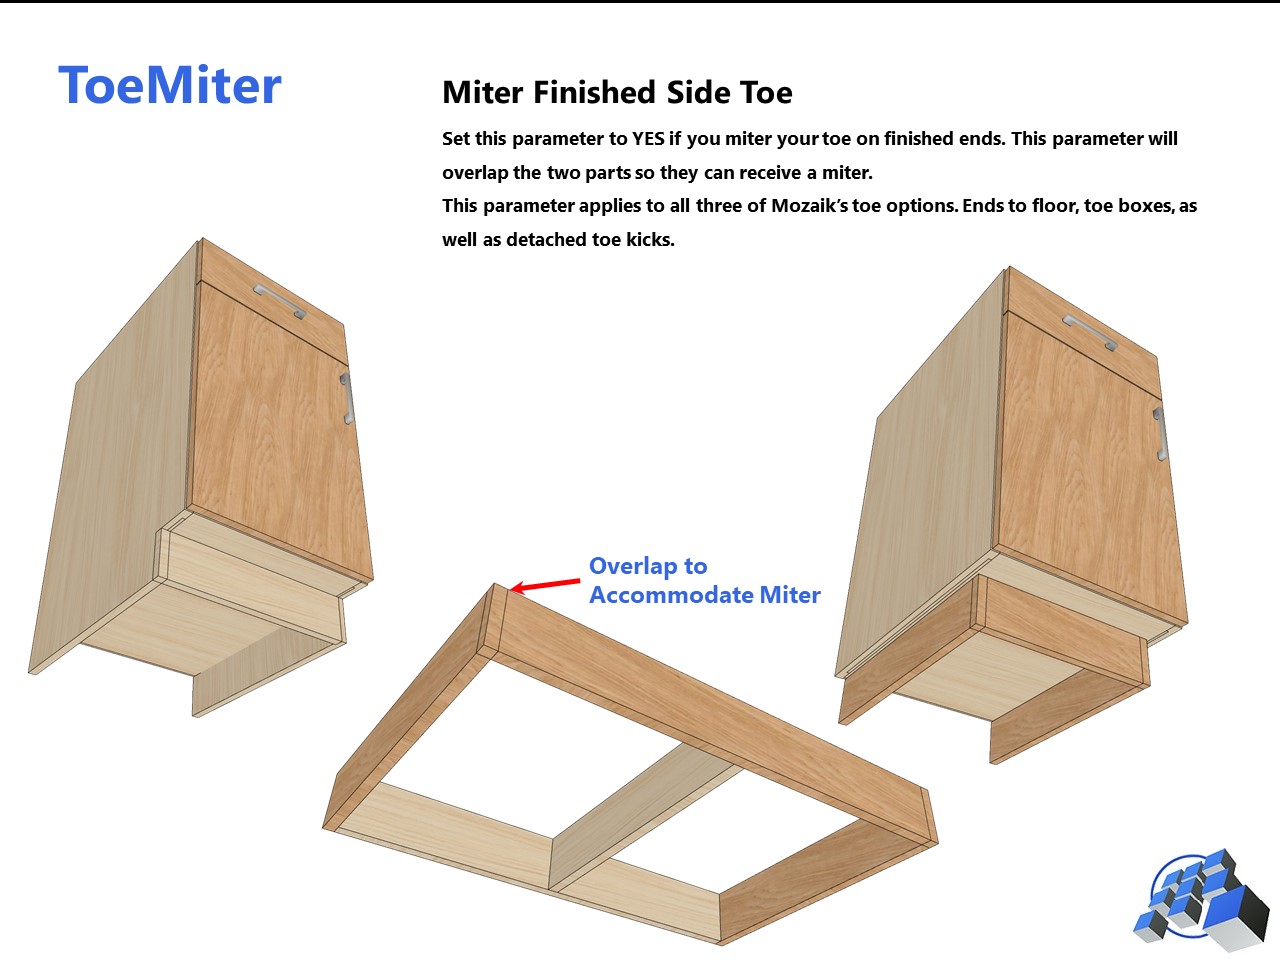 ToeMiter
Miter Finished Side Toe
Set this parameter to YES if you miter your toe on finished ends. This parameter will
overlap the two parts so they can receive a miter.
This parameter applies to all three of Mozaik’s toe options. Ends to floor, toe boxes, as
well as detached toe kicks.
Overlap to
Accommodate Miter